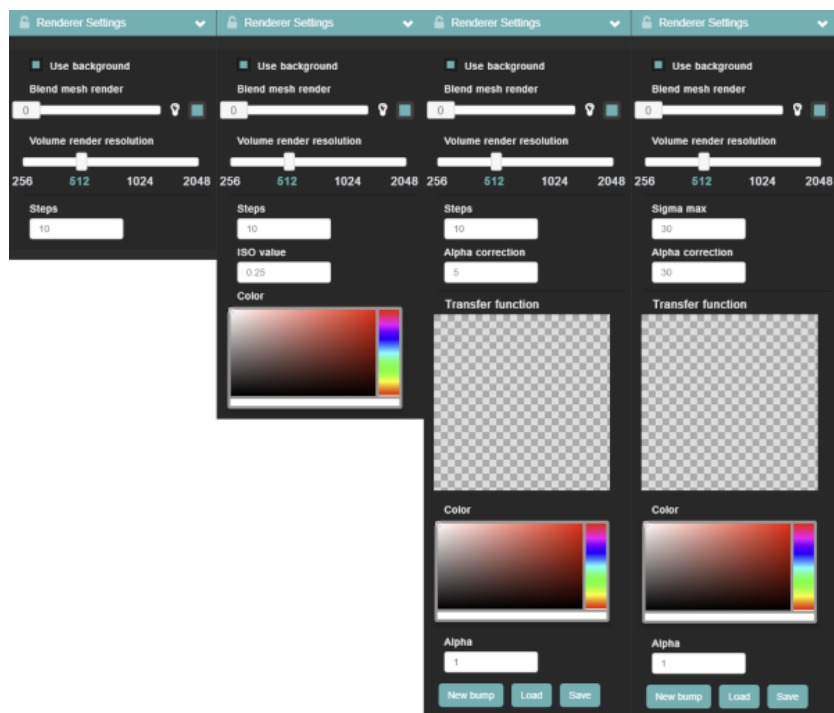 Renderer Settings
Use background
Blend mesh render
0
Volume render resolution
256 512 1024 2048
Steps
10
Renderer Settings
Use background
Blend mesh render
0
Volume render resolution
256 512 1024 2048
Steps
10
ISO value
0.25
Color
Renderer Settings
Use background
Blend mesh render
0
Volume render resolution
256 512 1024 2048
Steps
10
Alpha correction
5
Transfer function
Color
Alpha
1
New bump Load Save
Renderer Settings
Use background
Blend mesh render
0
Volume render resolution
256 512 1024 2048
Sigma max
30
Alpha correction
30
Transfer function
Color
Alpha
1
New bump Load Save